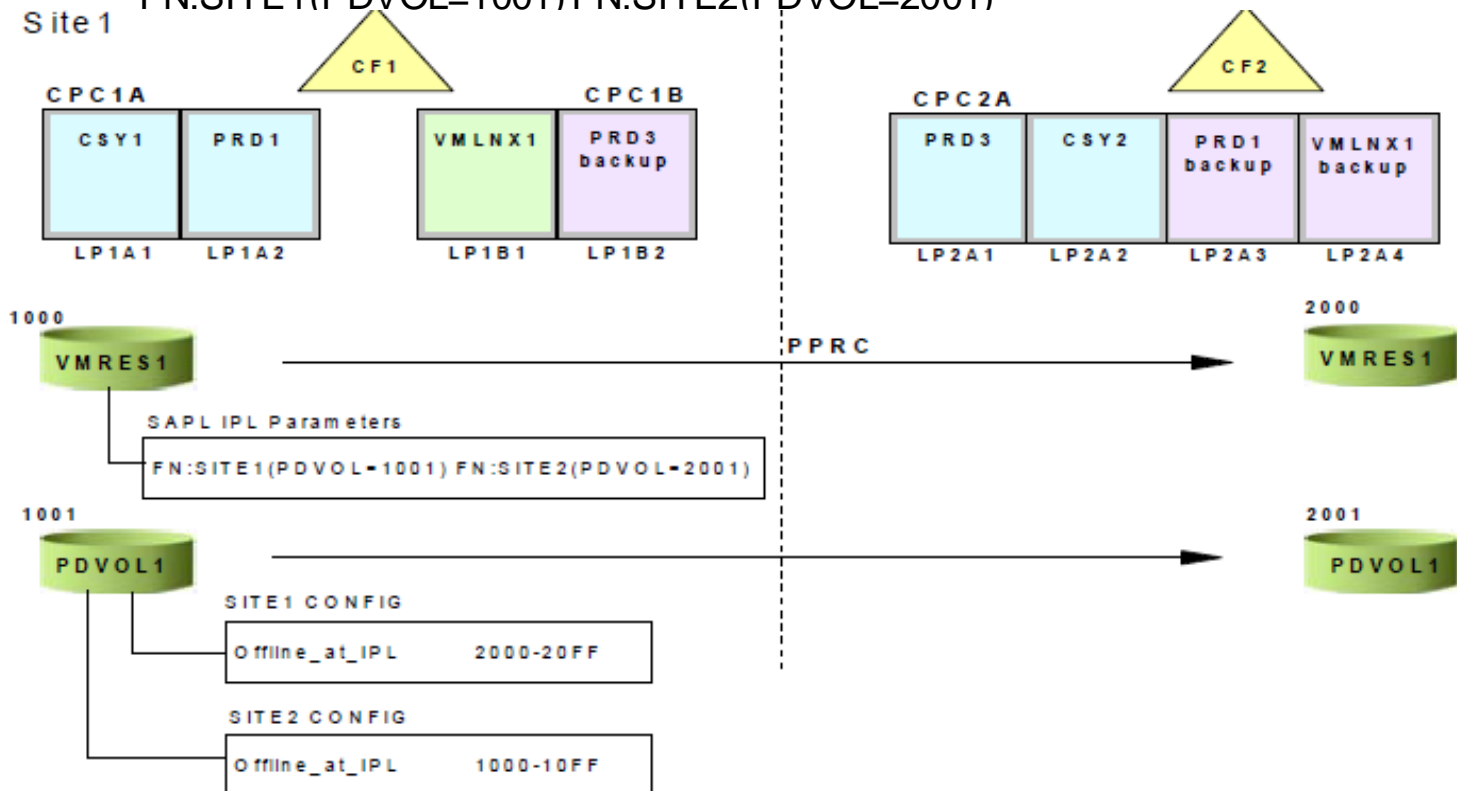 FN:SITE1(PDVOL=1001) FN:SITE2(PDVOL=2001)
Site 1
CF1
CF2
CPC1A
CPC1B
CPC2A
CSY1
PRD1
VMLNX1
PRD3
backup
PRD3
CSY2
PRD1
backup
VMLNX1
backup
LP1A1
LP1A2
LP1B1
LP1B2
LP2A1
LP2A2
LP2A3
LP2A4
1000
2000
VMRES1
PPRC
VMRES1
SAPL IPL Parameters
FN:SITE1(PDVOL=1001) FN:SITE2(PDVOL=2001)
1001
2001
PDVOL1
PDVOL1
SITE1 CONFIG
Offline_at_IPL 2000-20FF
SITE2 CONFIG
Offline_at_IPL 1000-10FF